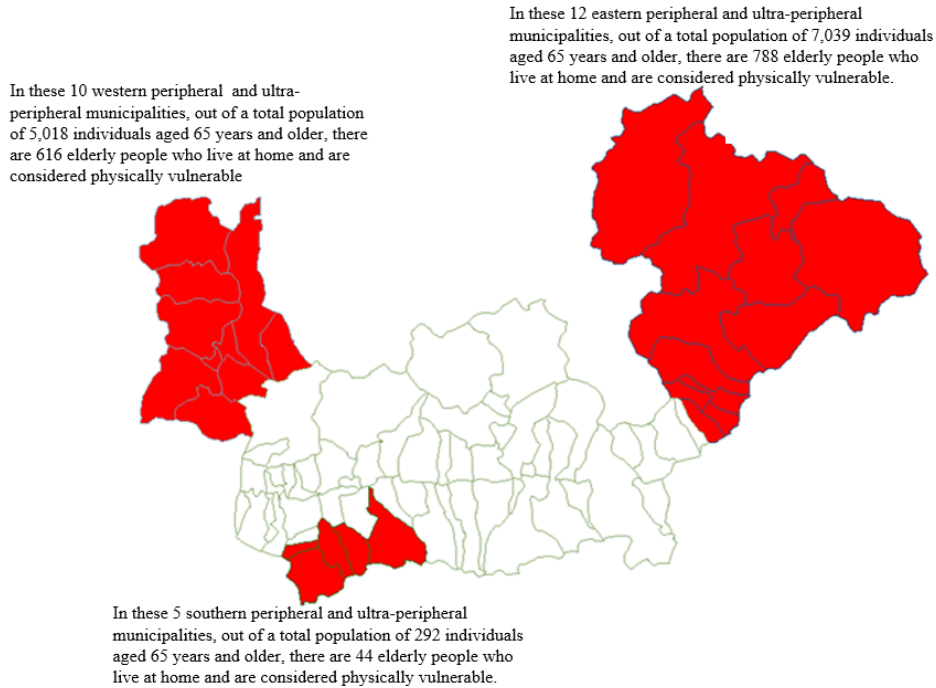 In these 12 eastern peripheral and ultra-peripheral
municipalities, out of a total population of 7,039 individuals
aged 65 years and older, there are 788 elderly people who
live at home and are considered physically vulnerable.
In these 10 western peripheral and ultra-
peripheral municipalities, out of a total population
of 5,018 individuals aged 65 years and older, there
are 616 elderly people who live at home and are
considered physically vulnerable
In these 5 southern peripheral and ultra-peripheral
municipalities, out of a total population of 292 individuals
aged 65 years and older, there are 44 elderly people who
live at home and are considered physically vulnerable.